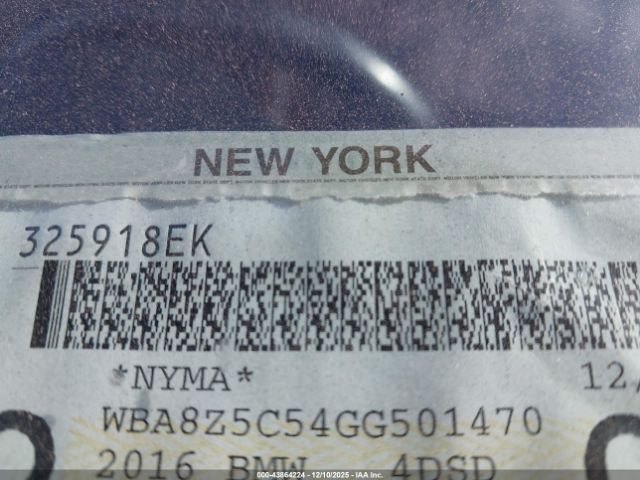 NEW YORK
325918EK
*NYMA*
12/
WBA8Z5C54GG501470
2016 BMW 4DSD
000-43864224 - 12/10/2025 - IAA Inc.